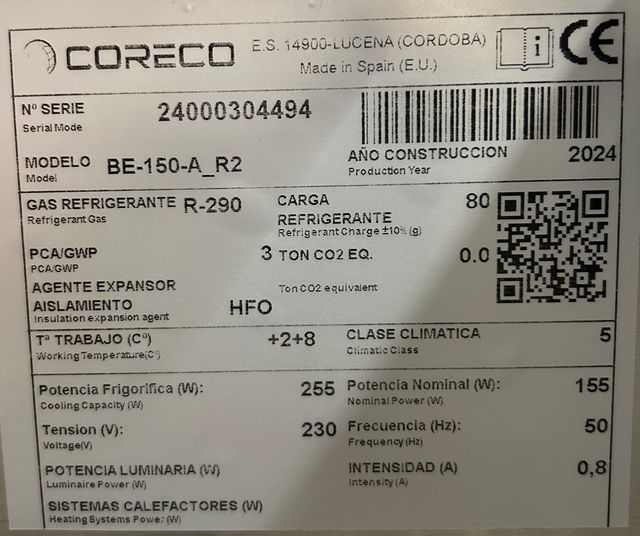 CORECO
E.S. 14900-LUCENA (CORDOBA)
Made in Spain (E.U.)
i
CE
Nº SERIE
24000304494
Serial Mode
MODELO
BE-150-A_R2
Model
AÑO CONSTRUCCION
2024
Production Year
GAS REFRIGERANTE R-290
Refrigerant Gas
CARGA
80
REFRIGERANTE
Refrigerant Charge ±10% (g)
PCA/GWP
3
PCA/GWP
TON CO2 EQ.
0.0
Ton CO2 equivalent
AGENTE EXPANSOR
AISLAMIENTO
HFO
Insulation expansion agent
Tª TRABAJO (Cº)
+2+8
Working Temperature(Cº)
CLASE CLIMATICA
5
Climatic Class
Potencia Frigorifica (W):
255
Cooling Capacity (W)
Potencia Nominal (W):
155
Nominal Power (W)
Tension (V):
230
Voltage(V)
Frecuencia (Hz):
50
Frequency (Hz)
POTENCIA LUMINARIA (W)
Luminaire Power (W)
INTENSIDAD (A)
0,8
Intensity (A)
SISTEMAS CALEFACTORES (W)
Heating Systems Power (W)